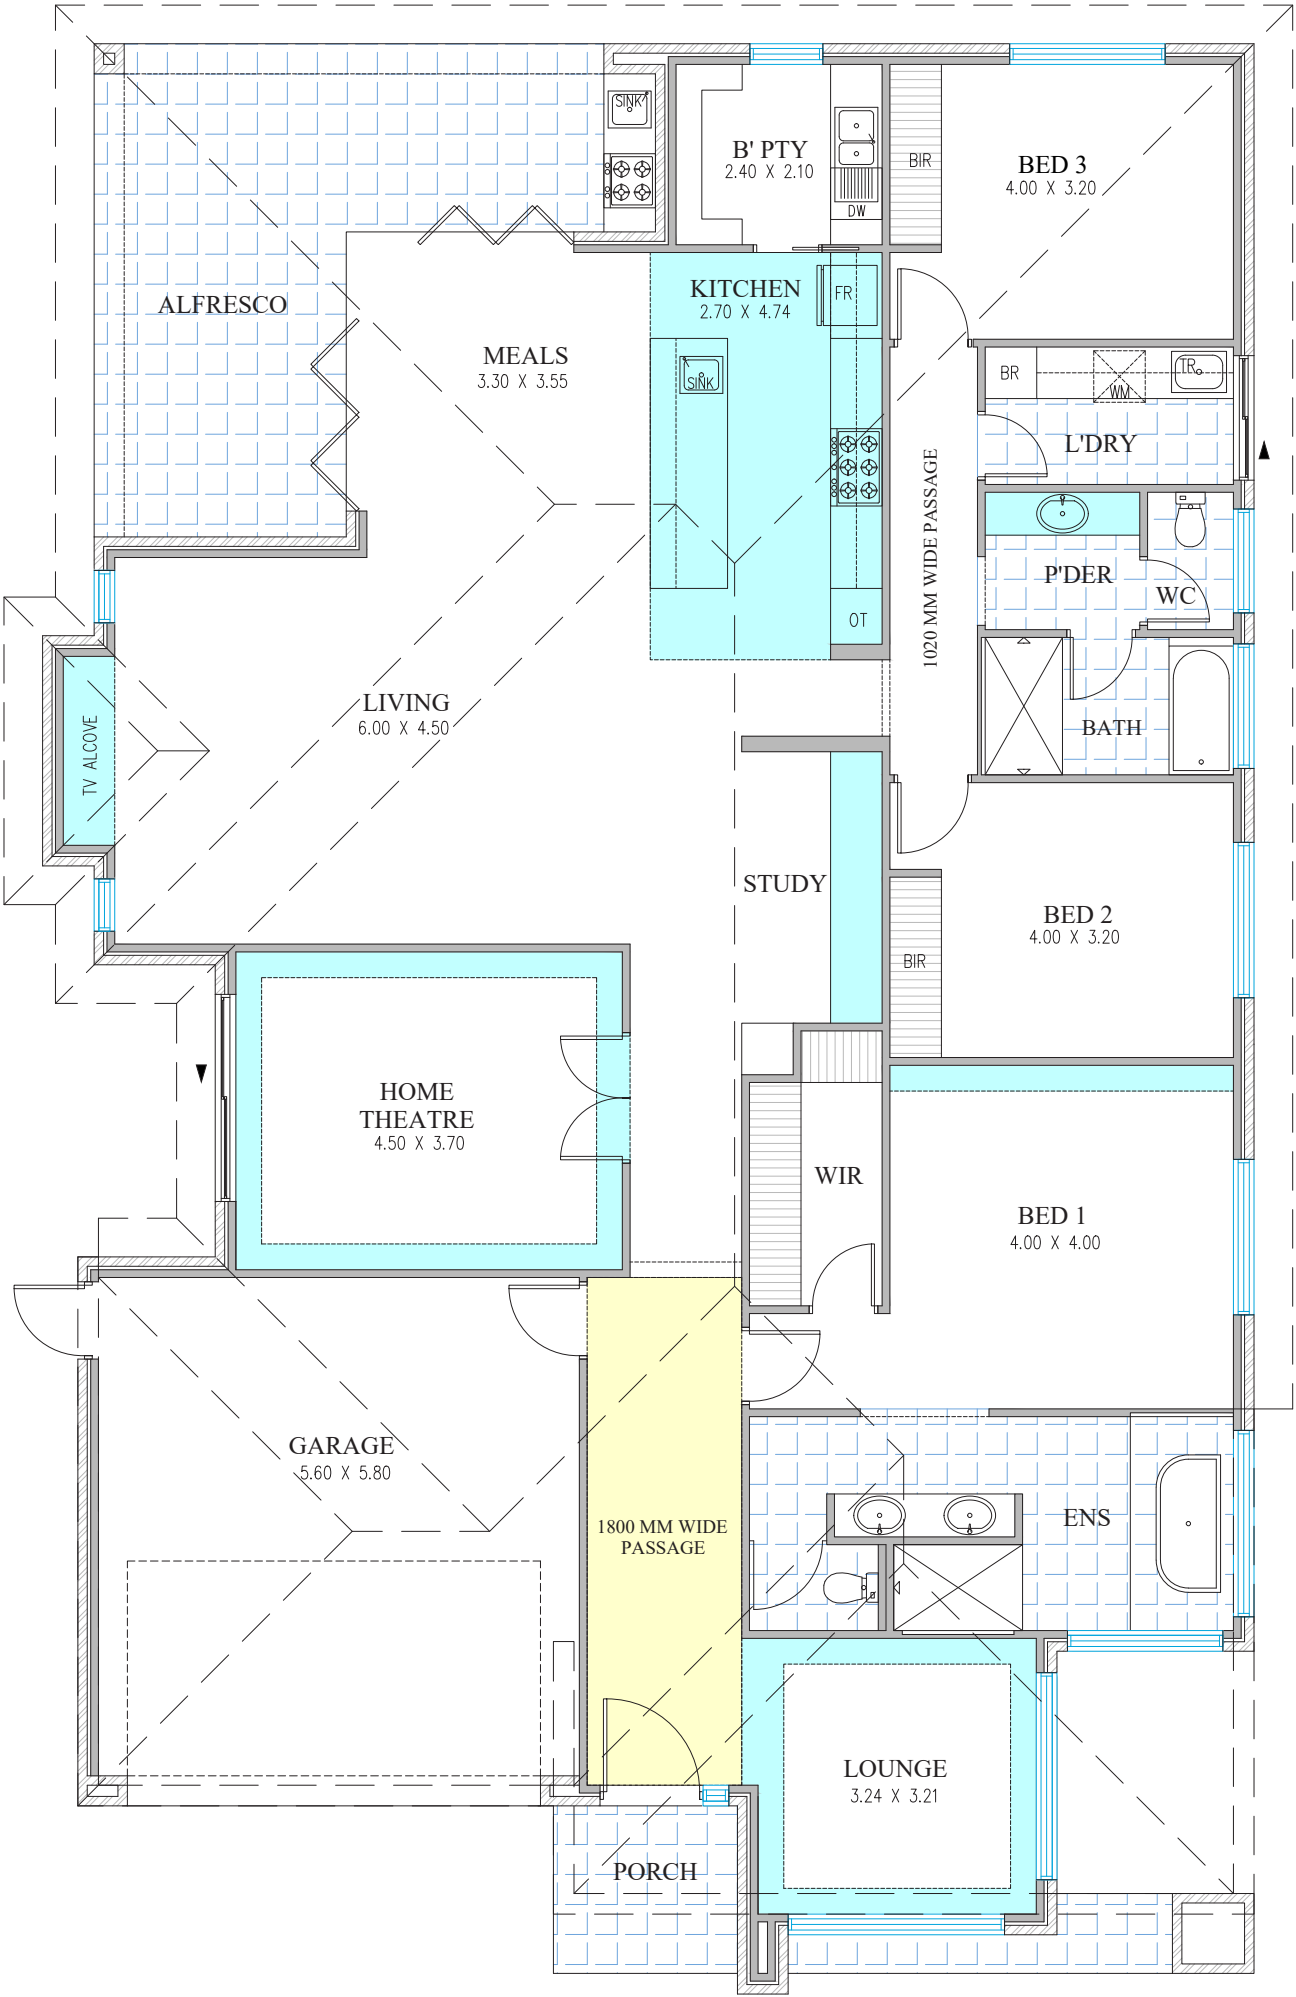 SINK
B' PTY
2.40 X 2.10
DW
BIR
BED 3
4.00 X 3.20
ALFRESCO
KITCHEN
2.70 X 4.74
FR
MEALS
3.30 X 3.55
SINK
BR
WM
TR
L'DRY
1020 MM WIDE PASSAGE
P'DER
WC
OT
LIVING
6.00 X 4.50
TV ALCOVE
BATH
STUDY
BED 2
4.00 X 3.20
BIR
HOME
THEATRE
4.50 X 3.70
WIR
BED 1
4.00 X 4.00
GARAGE
5.60 X 5.80
1800 MM WIDE
PASSAGE
ENS
LOUNGE
3.24 X 3.21
PORCH